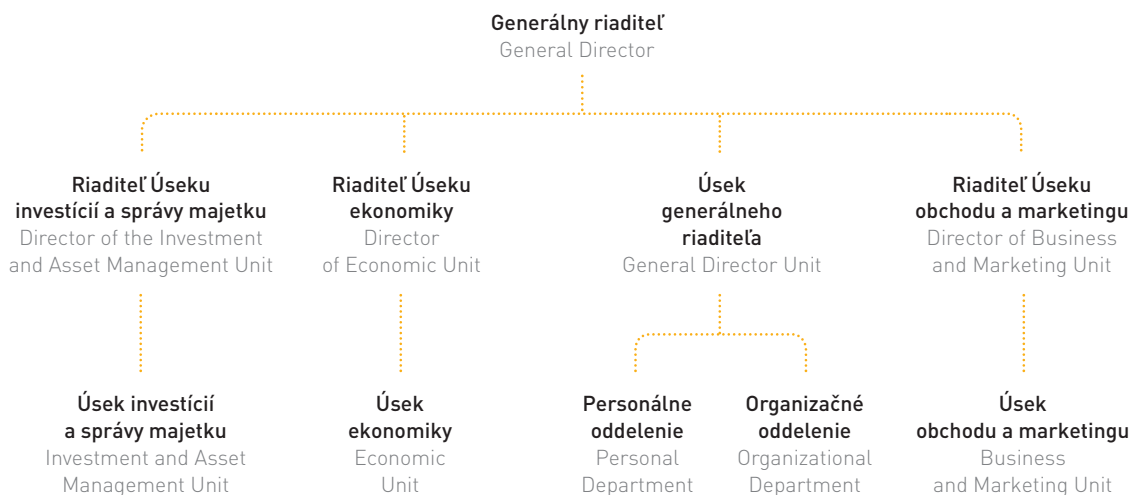 Generálny riaditeľ
General Director
Riaditeľ Úseku
investícií a správy majetku
Director of the Investment
and Asset Management Unit
Riaditeľ Úseku
ekonomiky
Director
of Economic Unit
Úsek
generálneho
riaditeľa
General Director Unit
Riaditeľ Úseku
obchodu a marketingu
Director of Business
and Marketing Unit
Úsek investícií
a správy majetku
Investment and Asset
Management Unit
Úsek
ekonomiky
Economic
Unit
Personálne
oddelenie
Personal
Department
Organizačné
oddelenie
Organizational
Department
Úsek
obchodu a marketingu
Business
and Marketing Unit